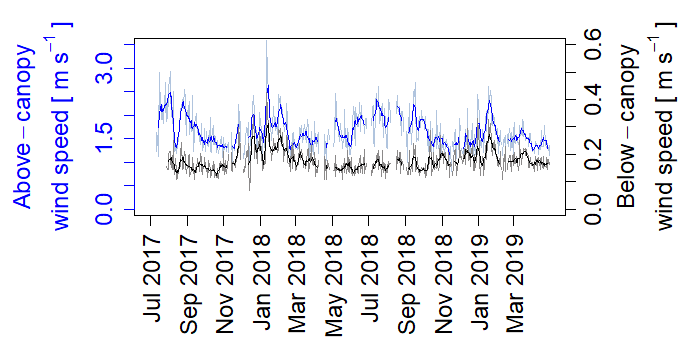 Above−canopy
wind speed [ m s⁻¹ ]
0.0
1.5
3.0
Below−canopy
wind speed [ m s⁻¹ ]
0.0
0.2
0.4
0.6
Jul 2017
Sep 2017
Nov 2017
Jan 2018
Mar 2018
May 2018
Jul 2018
Sep 2018
Nov 2018
Jan 2019
Mar 2019